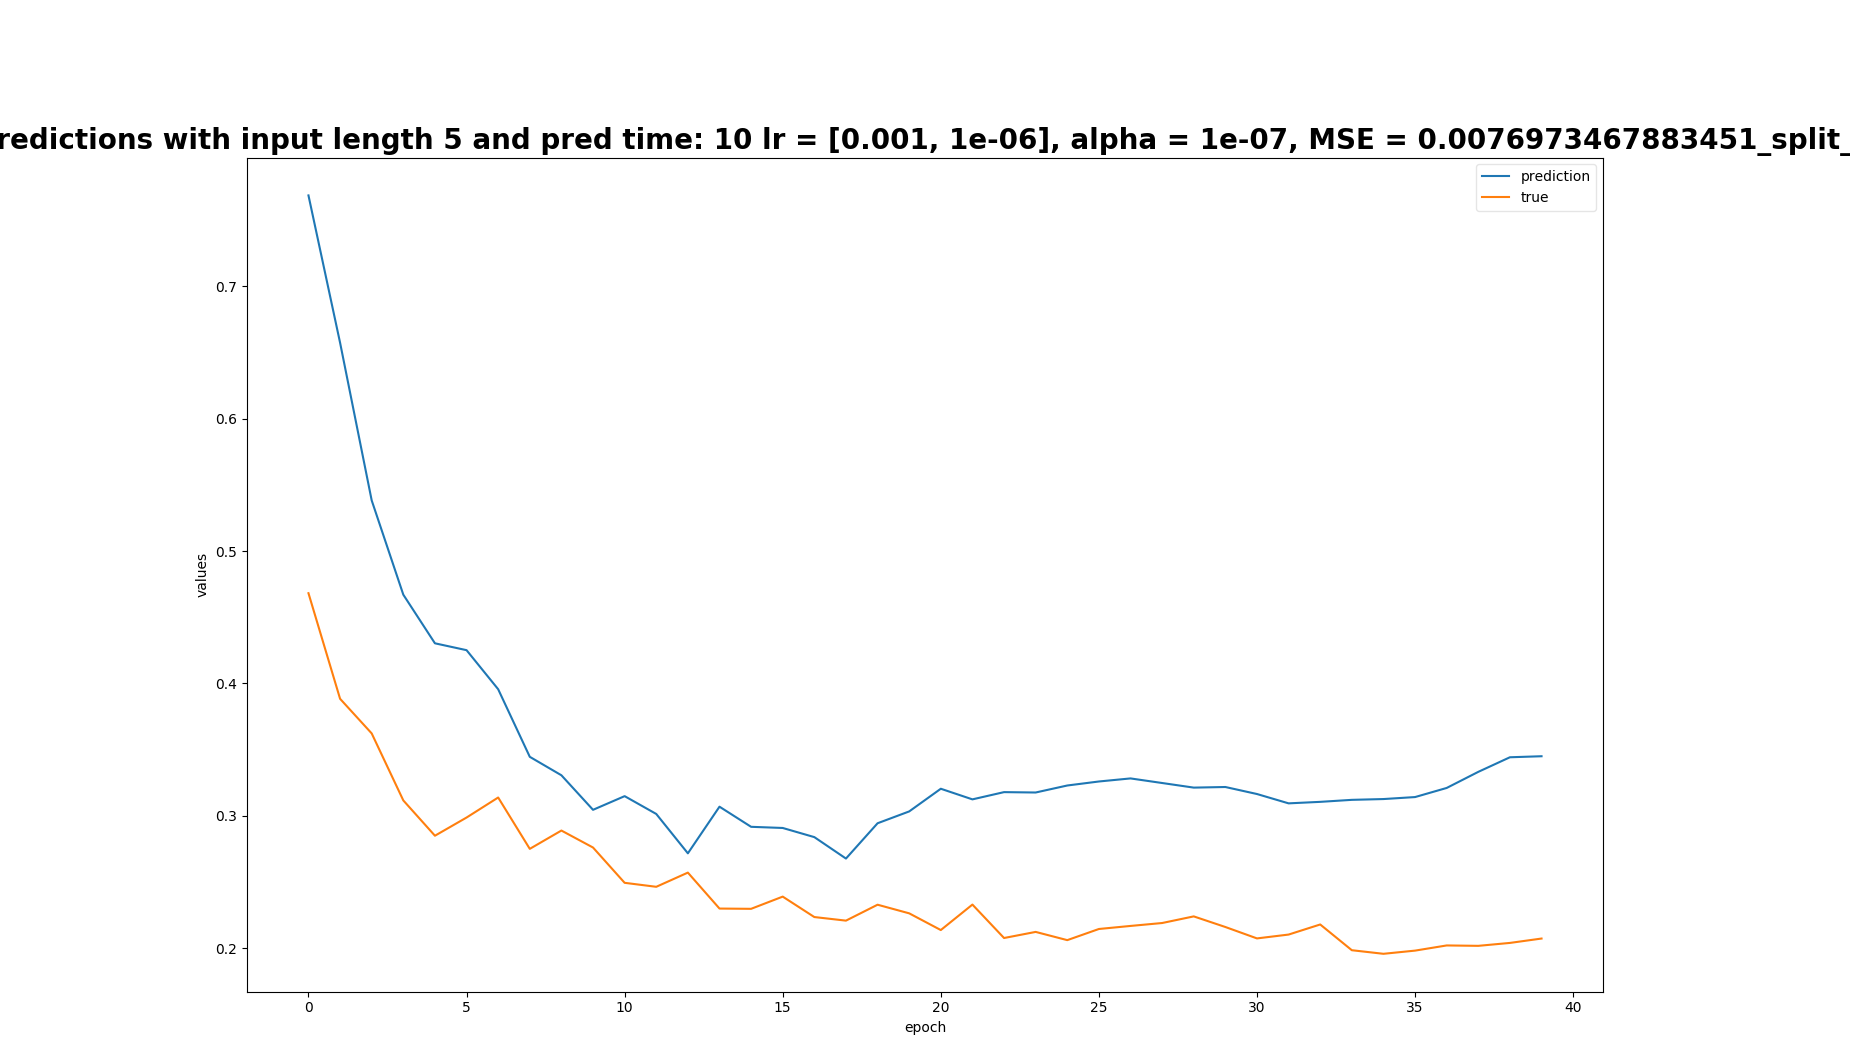 redictions with input length 5 and pred time: 10 lr = [0.001, 1e-06], alpha = 1e-07, MSE = 0.0076973467883451_split_
prediction
true
0.7
0.6
0.5
0.4
0.3
0.2
values
0 5 10 15 20 25 30 35 40
epoch